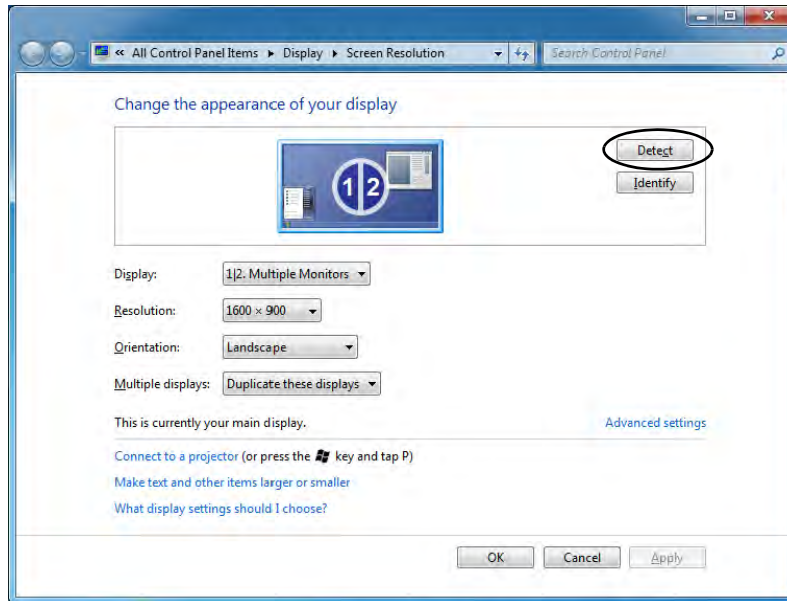 « All Control Panel Items ▸ Display ▸ Screen Resolution Search Control Panel
Change the appearance of your display
1 2
Detect
Identify
Display: 1|2. Multiple Monitors
Resolution: 1600 × 900
Orientation: Landscape
Multiple displays: Duplicate these displays
This is currently your main display. Advanced settings
Connect to a projector (or press the key and tap P)
Make text and other items larger or smaller
What display settings should I choose?
OK Cancel Apply